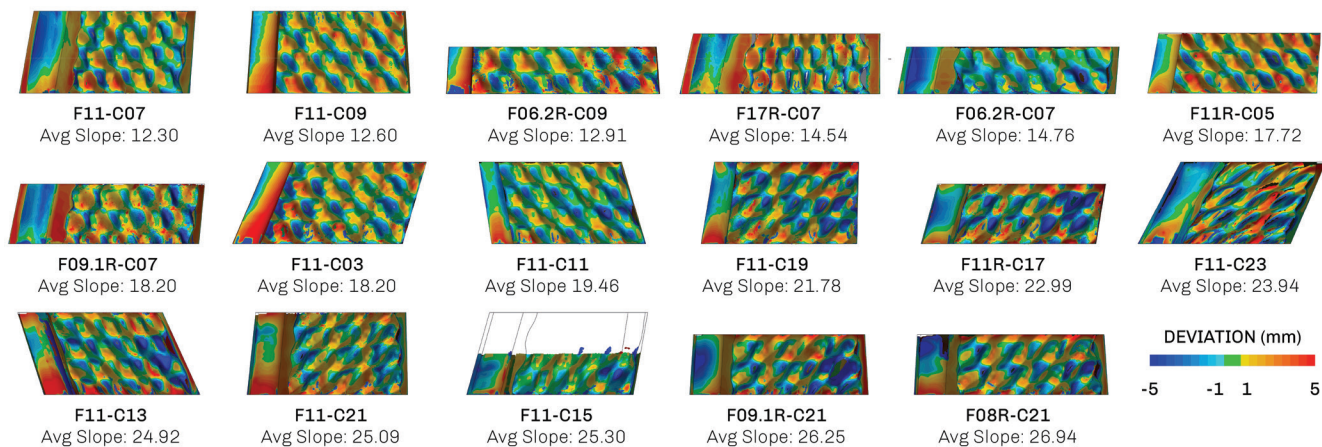 F11-C07
Avg Slope: 12.30
F11-C09
Avg Slope 12.60
F06.2R-C09
Avg Slope: 12.91
F17R-C07
Avg Slope: 14.54
F06.2R-C07
Avg Slope: 14.76
F11R-C05
Avg Slope: 17.72
F09.1R-C07
Avg Slope: 18.20
F11-C03
Avg Slope: 18.20
F11-C11
Avg Slope 19.46
F11-C19
Avg Slope: 21.78
F11R-C17
Avg Slope: 22.99
F11-C23
Avg Slope: 23.94
F11-C13
Avg Slope: 24.92
F11-C21
Avg Slope: 25.09
F11-C15
Avg Slope: 25.30
F09.1R-C21
Avg Slope: 26.25
F08R-C21
Avg Slope: 26.94
DEVIATION (mm)
-5 -1 1 5